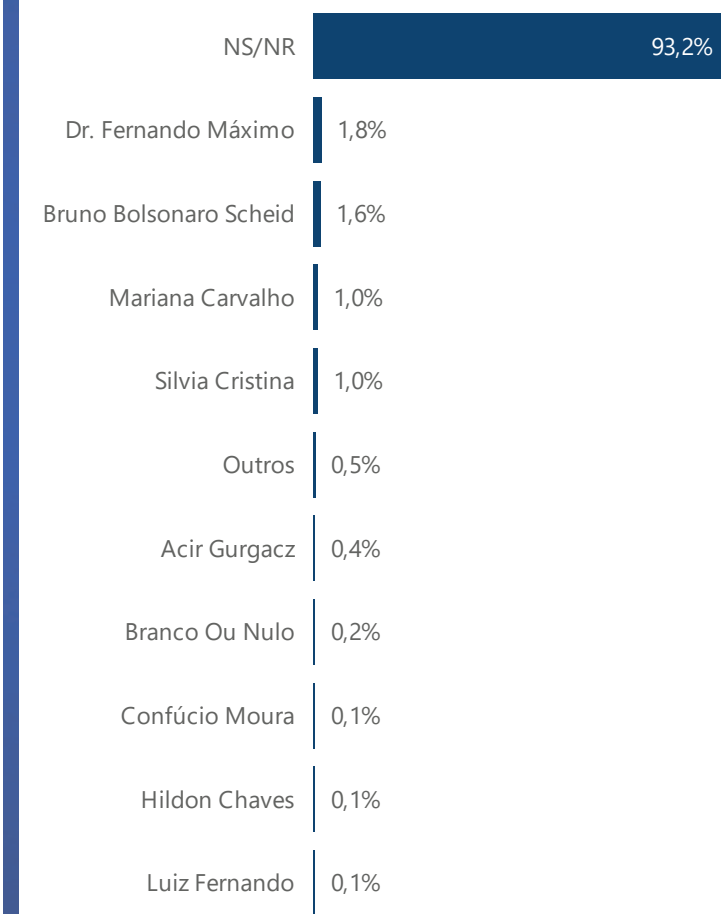 NS/NR 93,2%
Dr. Fernando Máximo 1,8%
Bruno Bolsonaro Scheid 1,6%
Mariana Carvalho 1,0%
Silvia Cristina 1,0%
Outros 0,5%
Acir Gurgacz 0,4%
Branco Ou Nulo 0,2%
Confúcio Moura 0,1%
Hildon Chaves 0,1%
Luiz Fernando 0,1%